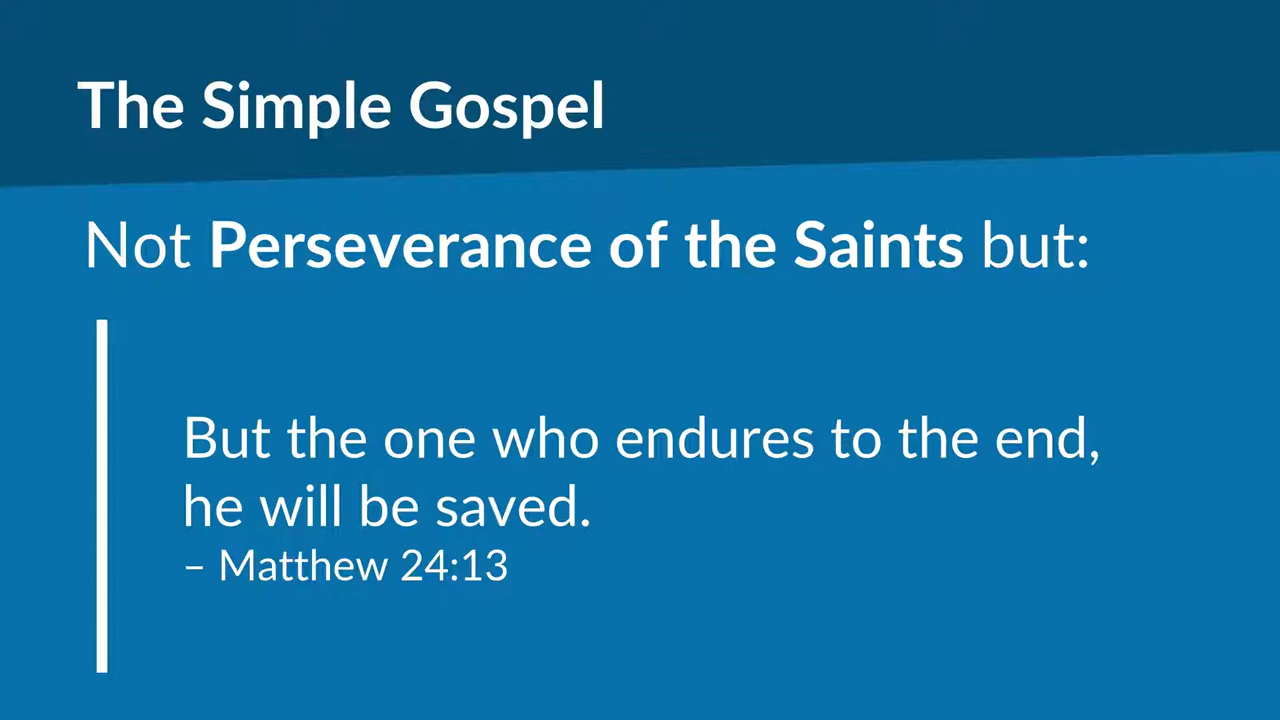 The Simple Gospel
Not Perseverance of the Saints but:
But the one who endures to the end,
he will be saved.
– Matthew 24:13